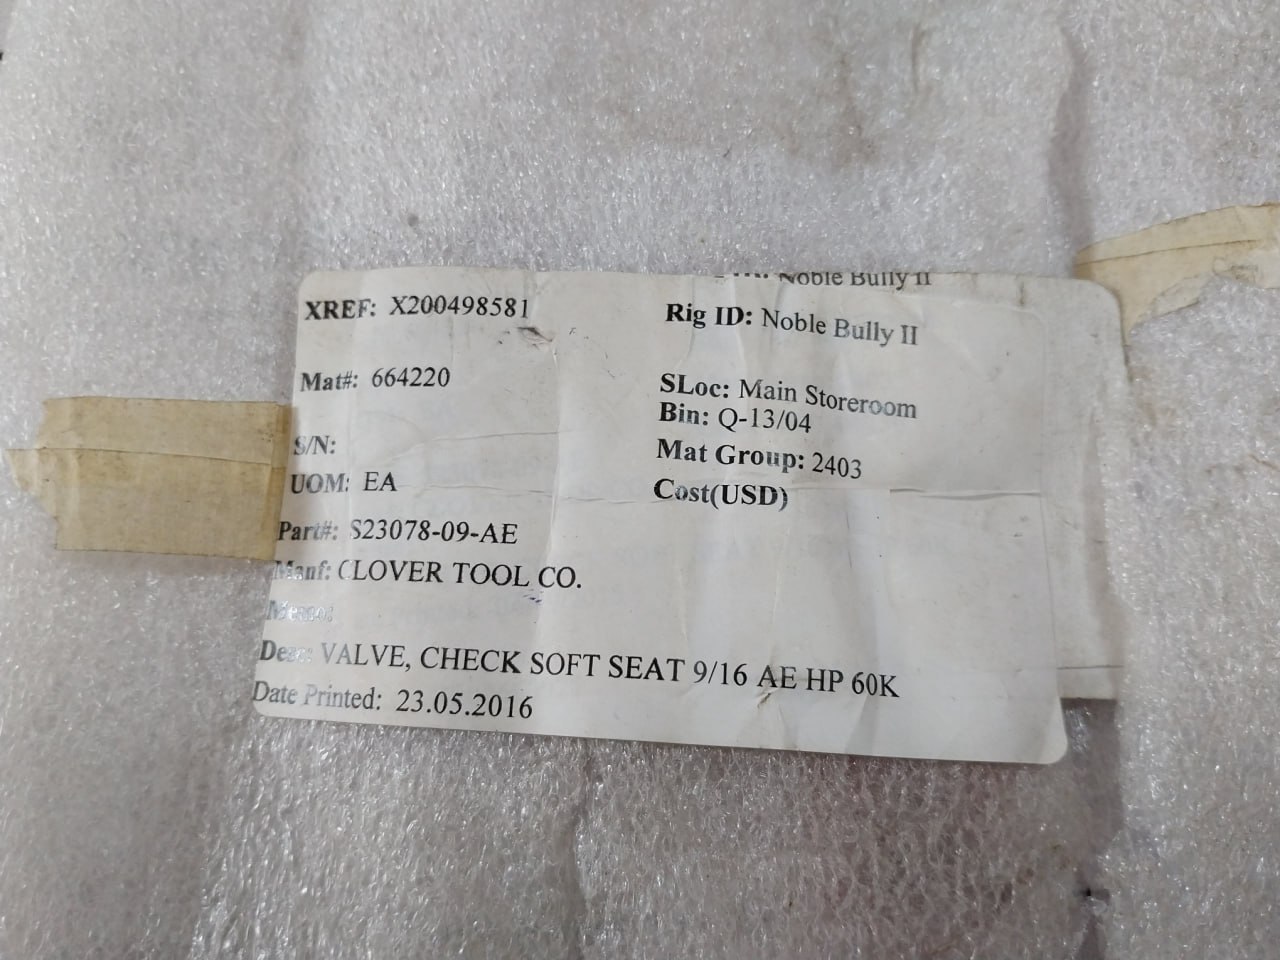 Noble Bully II
XREF: X200498581
Rig ID: Noble Bully II
Mat#: 664220
SLoc: Main Storeroom
Bin: Q-13/04
S/N:
Mat Group: 2403
UOM: EA
Cost(USD)
Part#: S23078-09-AE
Manf: CLOVER TOOL CO.
Memo:
Desc: VALVE, CHECK SOFT SEAT 9/16 AE HP 60K
Date Printed: 23.05.2016